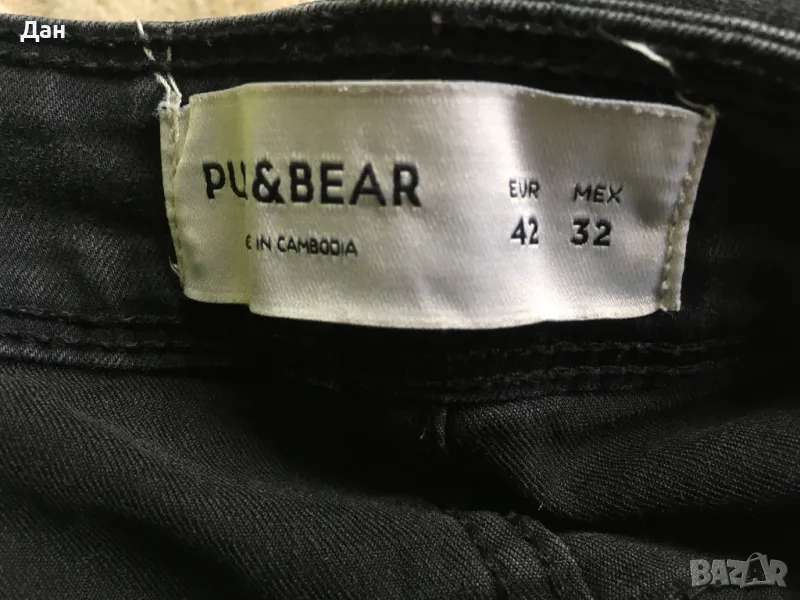 Дан
PU&BEAR
EUR MEX
42 32
E IN CAMBODIA
BAZAR